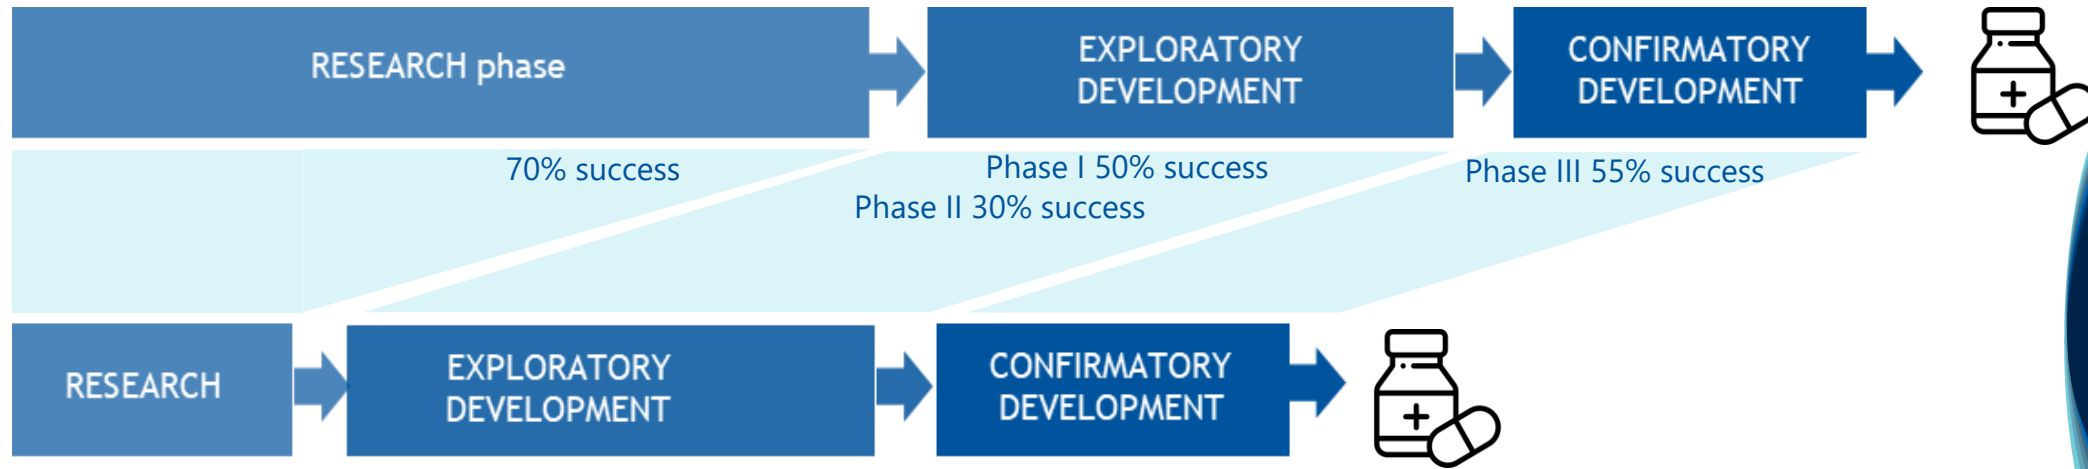 RESEARCH phase
EXPLORATORY
DEVELOPMENT
CONFIRMATORY
DEVELOPMENT
70% success
Phase I 50% success
Phase II 30% success
Phase III 55% success
RESEARCH
EXPLORATORY
DEVELOPMENT
CONFIRMATORY
DEVELOPMENT